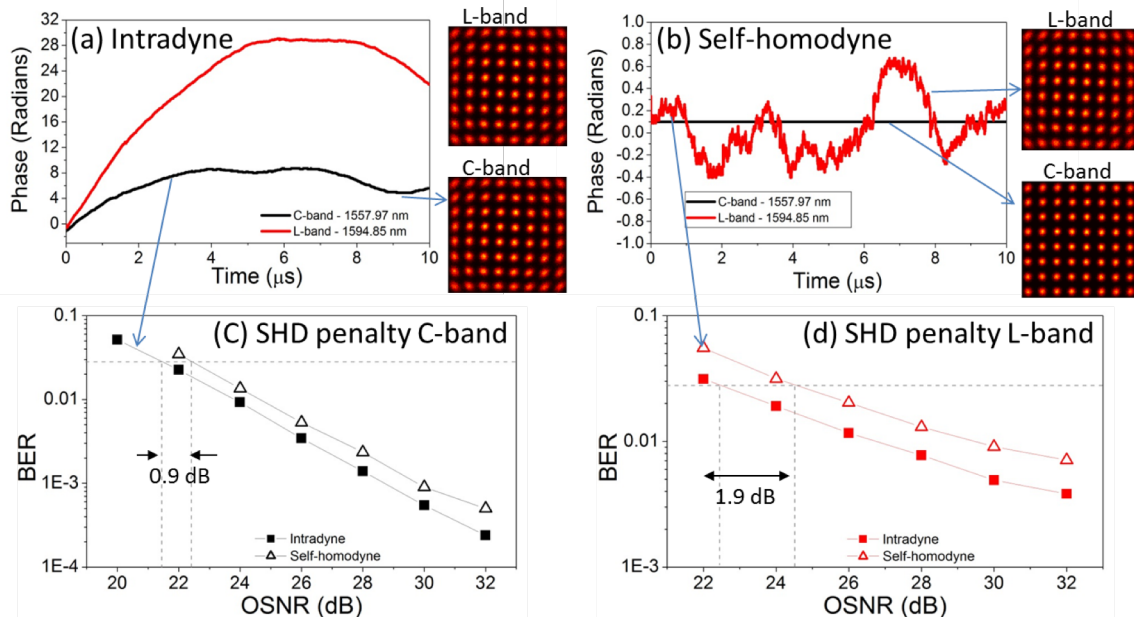 (a) Intradyne
Phase (Radians)
32
28
24
20
16
12
8
4
0
C-band - 1557.97 nm
L-band - 1594.85 nm
0 2 4 6 8 10
Time (μs)
L-band
C-band
(b) Self-homodyne
Phase (Radians)
1.0
0.8
0.6
0.4
0.2
0.0
-0.2
-0.4
-0.6
-0.8
-1.0
C-band - 1557.97 nm
L-band - 1594.85 nm
0 2 4 6 8 10
Time (μs)
L-band
C-band
(C) SHD penalty C-band
BER
0.1
0.01
1E-3
1E-4
0.9 dB
Intradyne
Self-homodyne
20 22 24 26 28 30 32
OSNR (dB)
(d) SHD penalty L-band
BER
0.1
0.01
1E-3
1.9 dB
Intradyne
Self-homodyne
22 24 26 28 30 32
OSNR (dB)